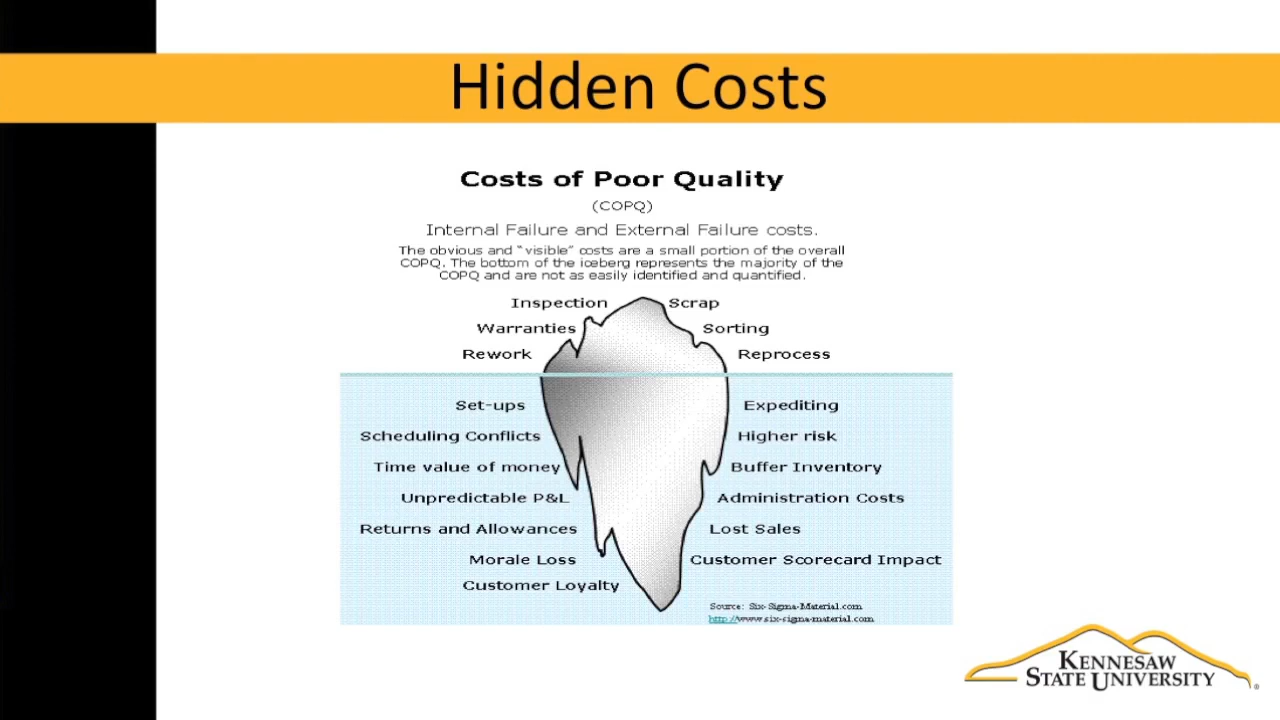 Hidden Costs
Costs of Poor Quality
(COPQ)
Internal Failure and External Failure costs.
The obvious and "visible" costs are a small portion of the overall
COPQ. The bottom of the iceberg represents the majority of the
COPQ and are not as easily identified and quantified.
Inspection Scrap
Warranties Sorting
Rework Reprocess
Set-ups Expediting
Scheduling Conflicts Higher risk
Time value of money Buffer Inventory
Unpredictable P&L Administration Costs
Returns and Allowances Lost Sales
Morale Loss Customer Scorecard Impact
Customer Loyalty
Source: Six-Sigma-Material.com
http://www.six-sigma-material.com
KENNESAW
STATE UNIVERSITY
®